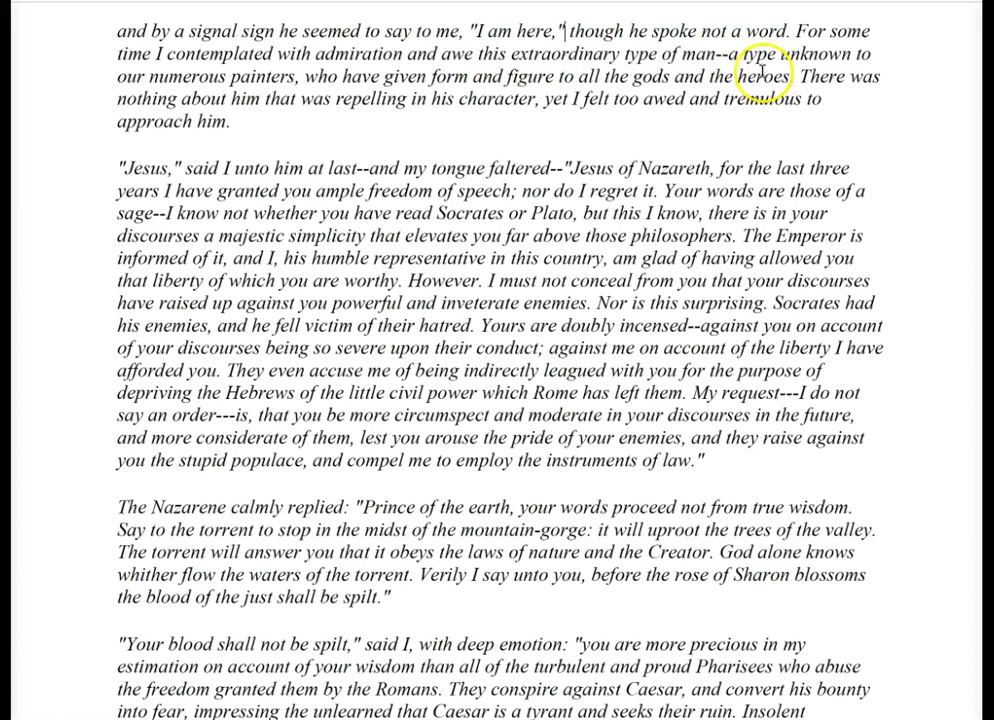 and by a signal sign he seemed to say to me, "I am here," though he spoke not a word. For some
time I contemplated with admiration and awe this extraordinary type of man--a type unknown to
our numerous painters, who have given form and figure to all the gods and the heroes. There was
nothing about him that was repelling in his character, yet I felt too awed and tremulous to
approach him.
"Jesus," said I unto him at last--and my tongue faltered--"Jesus of Nazareth, for the last three
years I have granted you ample freedom of speech; nor do I regret it. Your words are those of a
sage--I know not whether you have read Socrates or Plato, but this I know, there is in your
discourses a majestic simplicity that elevates you far above those philosophers. The Emperor is
informed of it, and I, his humble representative in this country, am glad of having allowed you
that liberty of which you are worthy. However. I must not conceal from you that your discourses
have raised up against you powerful and inveterate enemies. Nor is this surprising. Socrates had
his enemies, and he fell victim of their hatred. Yours are doubly incensed--against you on account
of your discourses being so severe upon their conduct; against me on account of the liberty I have
afforded you. They even accuse me of being indirectly leagued with you for the purpose of
depriving the Hebrews of the little civil power which Rome has left them. My request---I do not
say an order---is, that you be more circumspect and moderate in your discourses in the future,
and more considerate of them, lest you arouse the pride of your enemies, and they raise against
you the stupid populace, and compel me to employ the instruments of law."
The Nazarene calmly replied: "Prince of the earth, your words proceed not from true wisdom.
Say to the torrent to stop in the midst of the mountain-gorge: it will uproot the trees of the valley.
The torrent will answer you that it obeys the laws of nature and the Creator. God alone knows
whither flow the waters of the torrent. Verily I say unto you, before the rose of Sharon blossoms
the blood of the just shall be spilt."
"Your blood shall not be spilt," said I, with deep emotion: "you are more precious in my
estimation on account of your wisdom than all of the turbulent and proud Pharisees who abuse
the freedom granted them by the Romans. They conspire against Caesar, and convert his bounty
into fear, impressing the unlearned that Caesar is a tyrant and seeks their ruin. Insolent